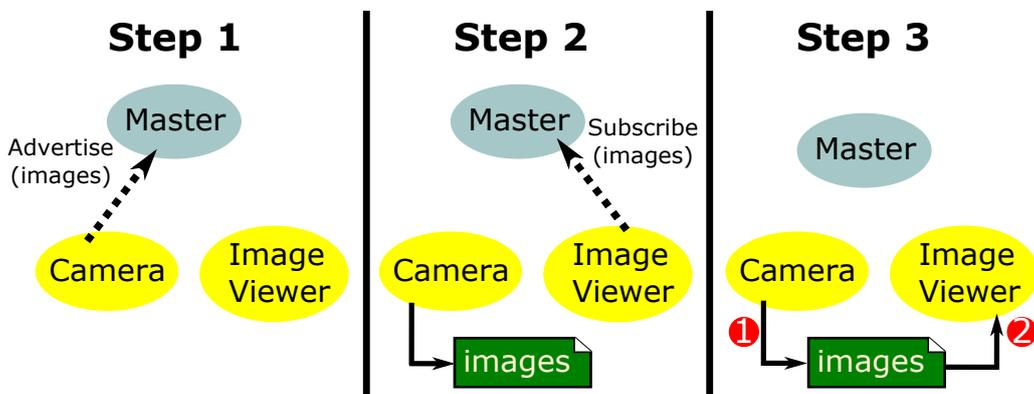 Step 1
Master
Advertise
(images)
Camera
Image
Viewer
Step 2
Master
Subscribe
(images)
Camera
Image
Viewer
images
Step 3
Master
Camera
Image
Viewer
1
images
2